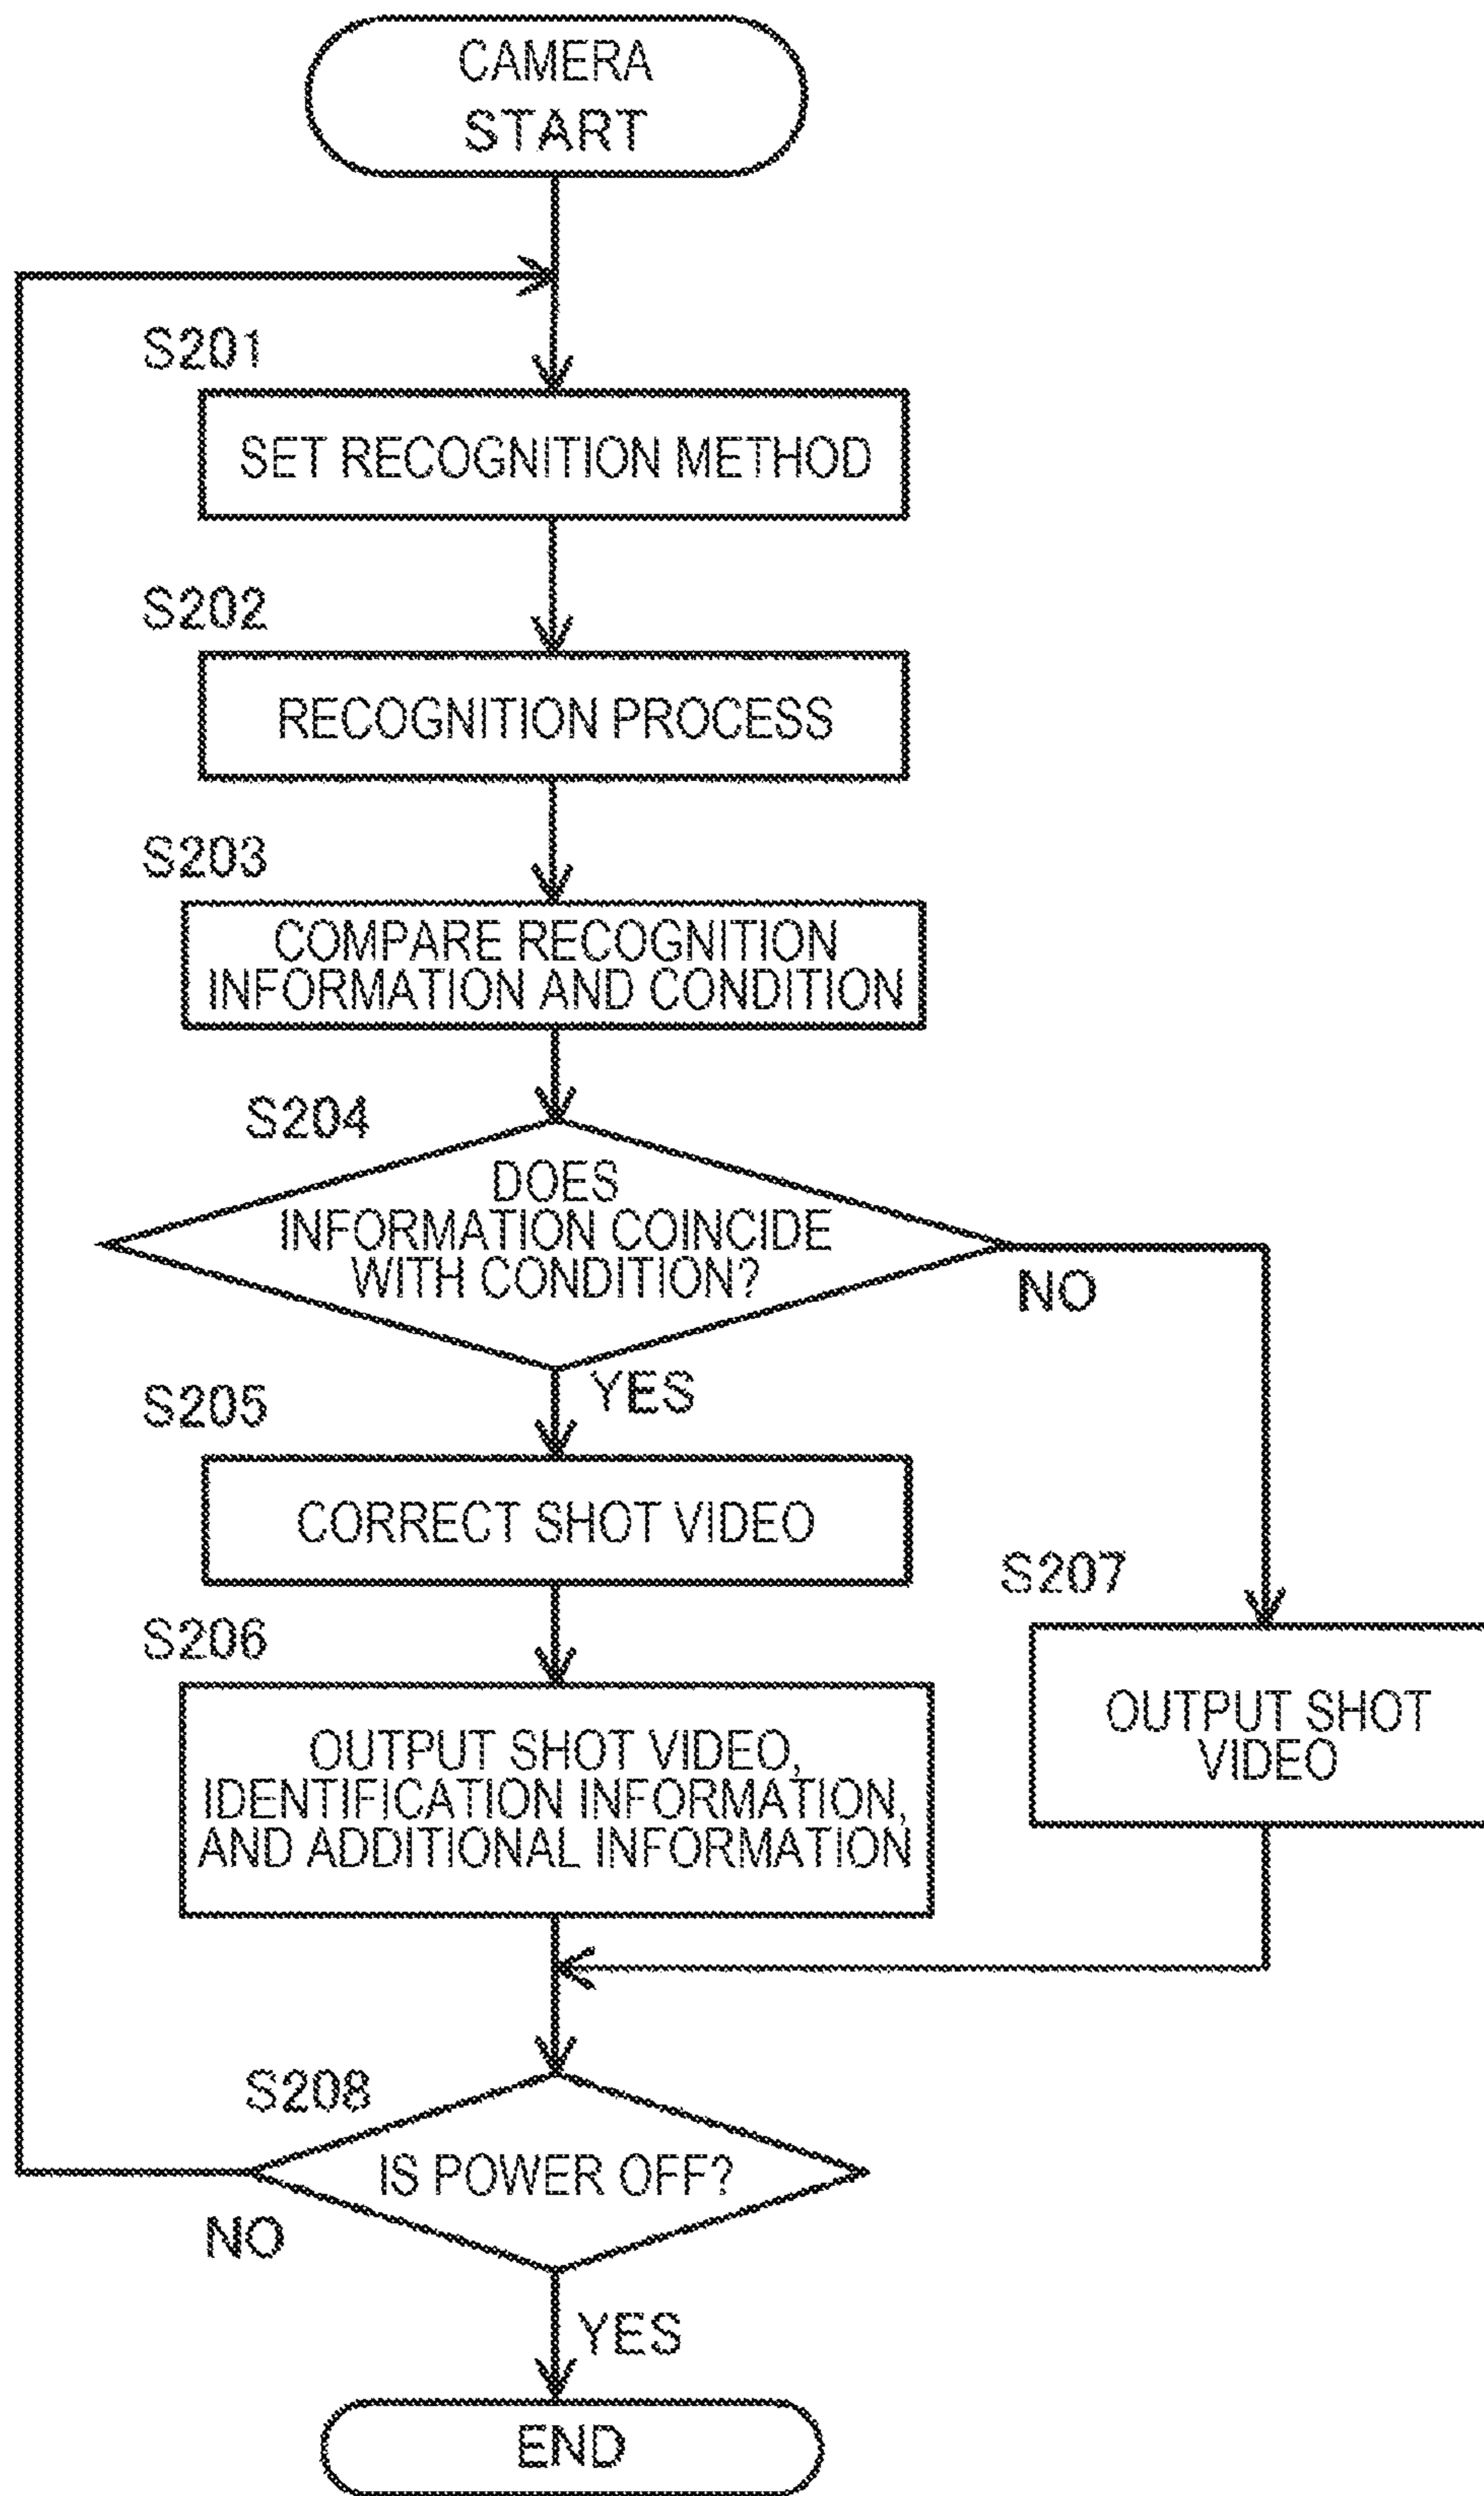 CAMERA
START
S201
SET RECOGNITION METHOD
S202
RECOGNITION PROCESS
S203
COMPARE RECOGNITION
INFORMATION AND CONDITION
S204
DOES
INFORMATION COINCIDE
WITH CONDITION?
NO
YES
S205
CORRECT SHOT VIDEO
S206
OUTPUT SHOT VIDEO,
IDENTIFICATION INFORMATION,
AND ADDITIONAL INFORMATION
S207
OUTPUT SHOT
VIDEO
S208
IS POWER OFF?
NO
YES
END